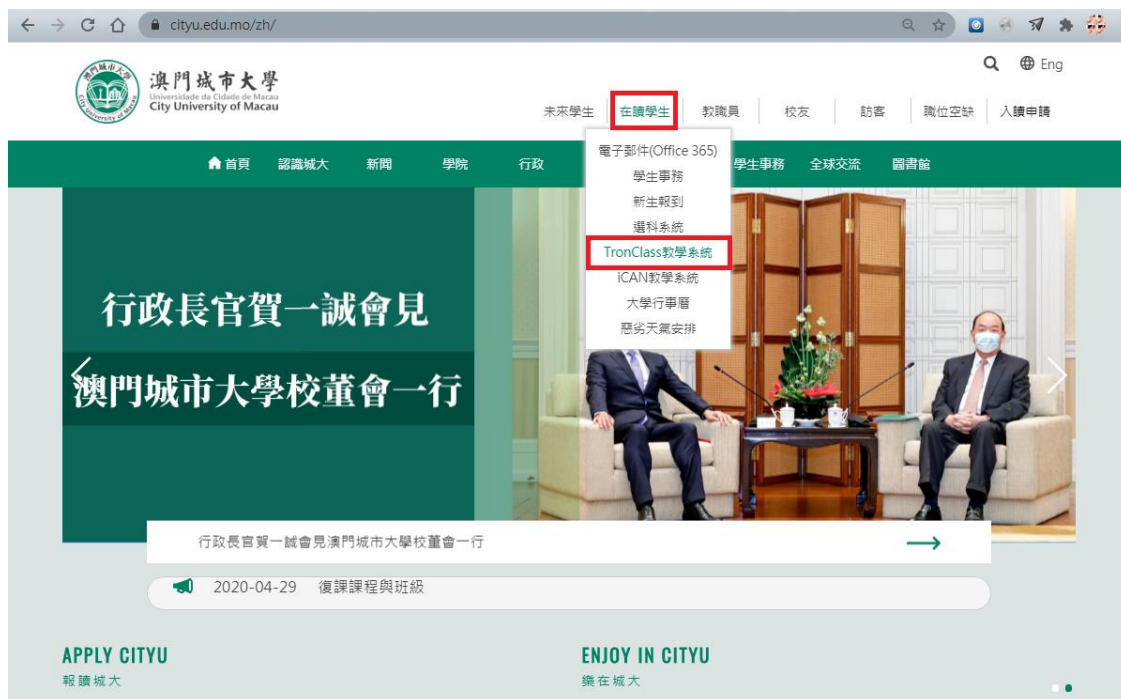 cityu.edu.mo/zh/
澳門城市大學
Universidade da Cidade de Macau
City University of Macau
Eng
未來學生 在讀學生 教職員 校友 訪客 職位空缺 入讀申請
電子郵件(Office 365)
學生事務
新生報到
選科系統
TronClass教學系統
iCAN教學系統
大學行事曆
惡劣天氣安排
首頁 認識城大 新聞 學院 行政 學生事務 全球交流 圖書館
行政長官賀一誠會見
澳門城市大學校董會一行
行政長官賀一誠會見澳門城市大學校董會一行
2020-04-29 復課課程與班級
APPLY CITYU
報讀城大
ENJOY IN CITYU
樂在城大